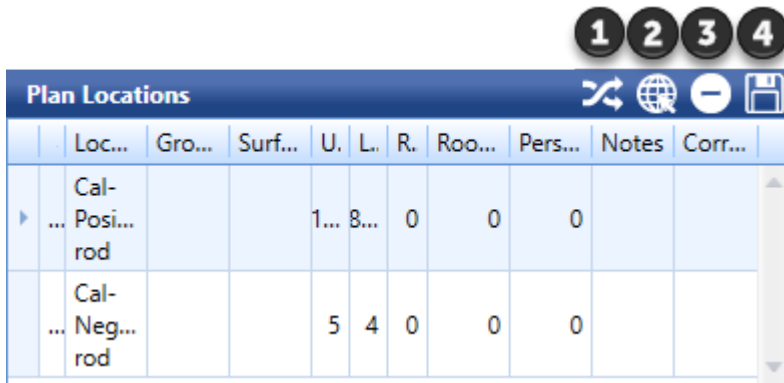 1 2 3 4
Plan Locations
Loc... Gro... Surf... U. L.. R. Roo... Pers... Notes Corr...
Cal-
... Posi... 1... 8... 0 0 0
rod
Cal-
... Neg... 5 4 0 0 0
rod